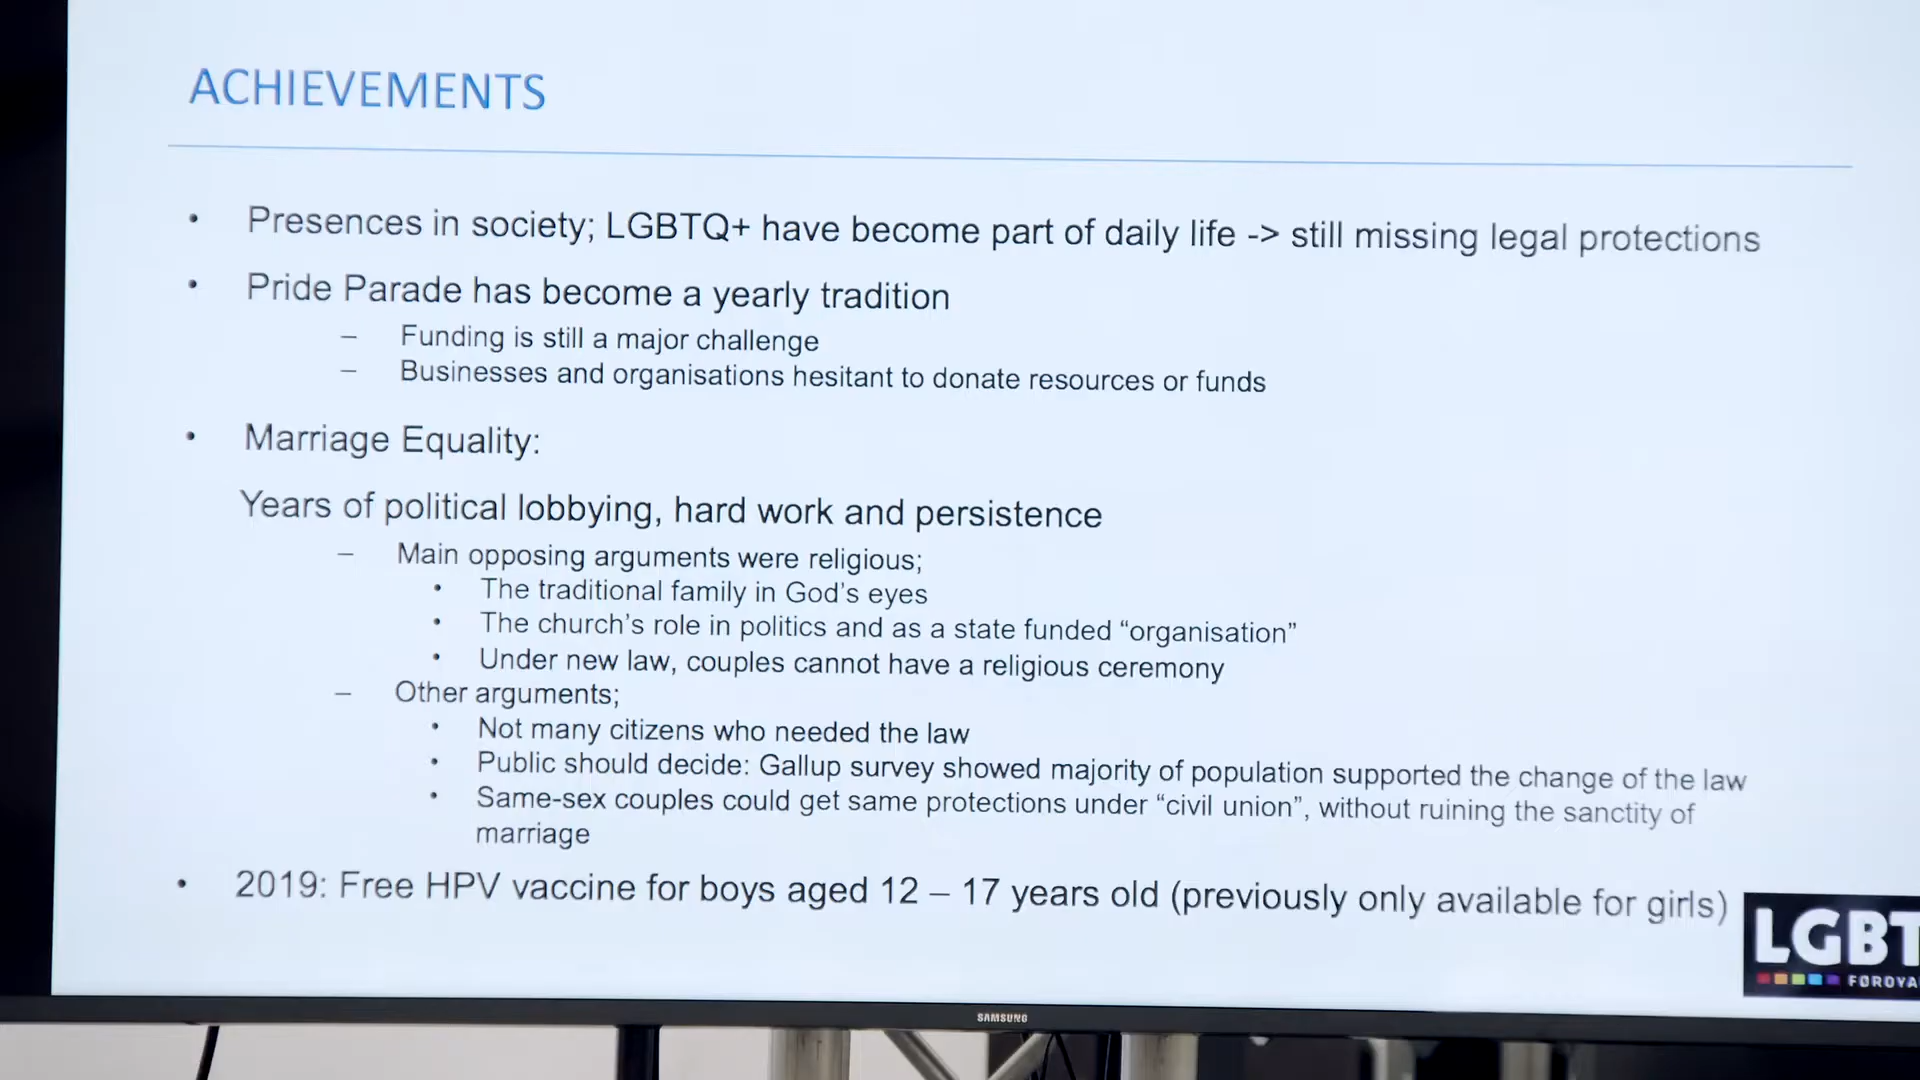 ACHIEVEMENTS
• Presences in society; LGBTQ+ have become part of daily life -> still missing legal protections
• Pride Parade has become a yearly tradition
– Funding is still a major challenge
– Businesses and organisations hesitant to donate resources or funds
• Marriage Equality:
Years of political lobbying, hard work and persistence
– Main opposing arguments were religious;
• The traditional family in God's eyes
• The church's role in politics and as a state funded “organisation”
• Under new law, couples cannot have a religious ceremony
– Other arguments;
• Not many citizens who needed the law
• Public should decide: Gallup survey showed majority of population supported the change of the law
• Same-sex couples could get same protections under “civil union”, without ruining the sanctity of
marriage
• 2019: Free HPV vaccine for boys aged 12 – 17 years old (previously only available for girls)
LGBT
FØROYA
SAMSUNG